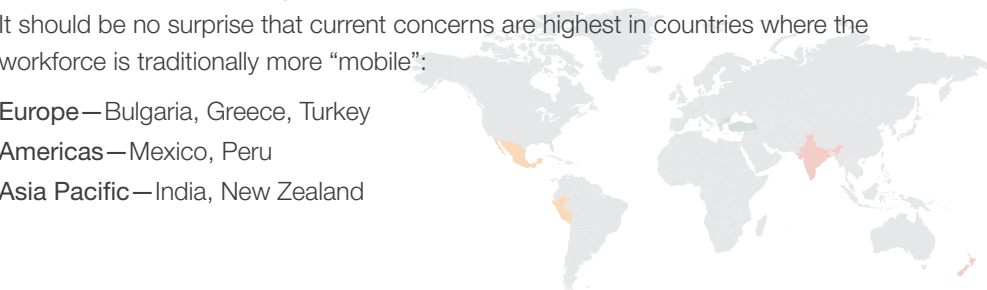 It should be no surprise that current concerns are highest in countries where the
workforce is traditionally more “mobile”:
Europe—Bulgaria, Greece, Turkey
Americas—Mexico, Peru
Asia Pacific—India, New Zealand